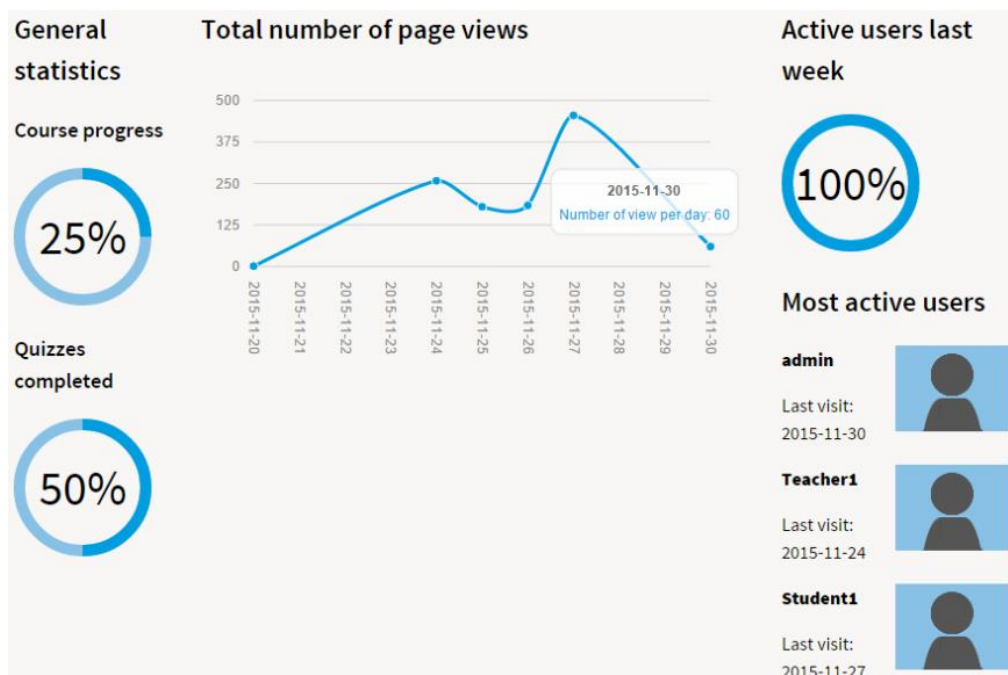 General
statistics
Course progress
25%
Quizzes
completed
50%
Total number of page views
500
375
250
125
0
2015-11-20
2015-11-21
2015-11-22
2015-11-23
2015-11-24
2015-11-25
2015-11-26
2015-11-27
2015-11-28
2015-11-29
2015-11-30
2015-11-30
Number of view per day: 60
Active users last
week
100%
Most active users
admin
Last visit:
2015-11-30
Teacher1
Last visit:
2015-11-24
Student1
Last visit:
2015-11-27